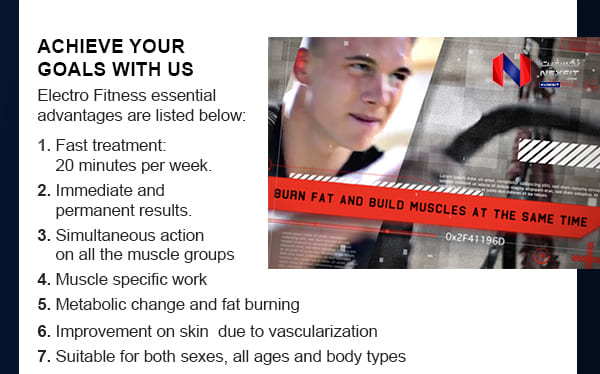 ACHIEVE YOUR
GOALS WITH US
Electro Fitness essential
advantages are listed below:
1. Fast treatment:
20 minutes per week.
2. Immediate and
permanent results.
3. Simultaneous action
on all the muscle groups
4. Muscle specific work
5. Metabolic change and fat burning
6. Improvement on skin due to vascularization
7. Suitable for both sexes, all ages and body types
NEXFIT
KUWAIT
BURN FAT AND BUILD MUSCLES AT THE SAME TIME
0x2F41196D